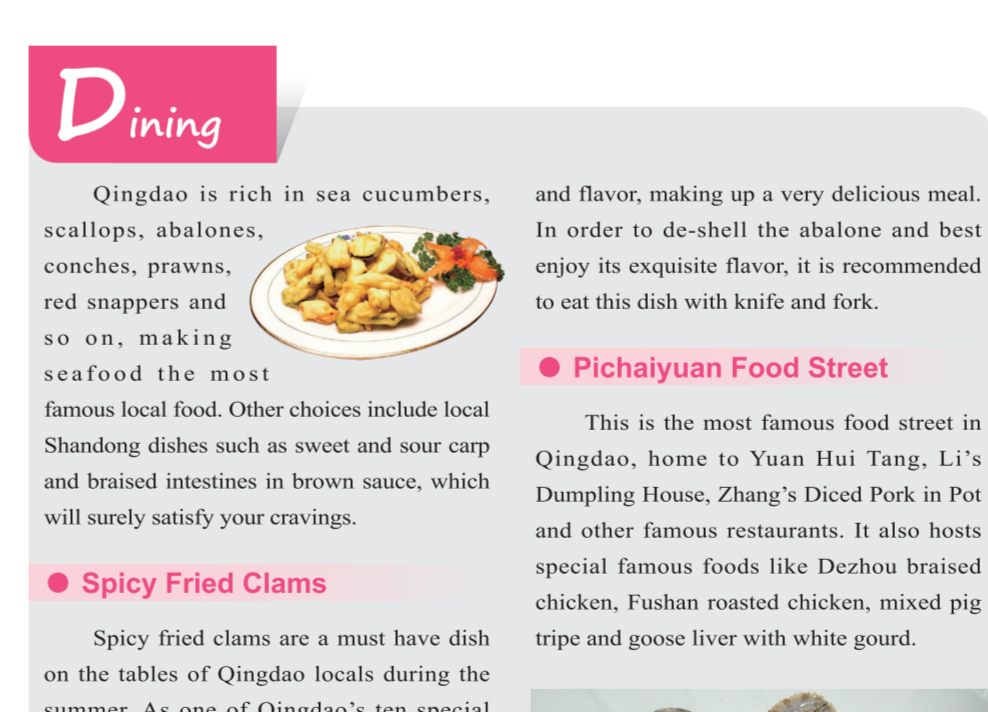 Dining
Qingdao is rich in sea cucumbers,
scallops, abalones,
conches, prawns,
red snappers and
so on, making
seafood the most
famous local food. Other choices include local
Shandong dishes such as sweet and sour carp
and braised intestines in brown sauce, which
will surely satisfy your cravings.
● Spicy Fried Clams
Spicy fried clams are a must have dish
on the tables of Qingdao locals during the
summer. As one of Qingdao's ten special
and flavor, making up a very delicious meal.
In order to de-shell the abalone and best
enjoy its exquisite flavor, it is recommended
to eat this dish with knife and fork.
● Pichaiyuan Food Street
This is the most famous food street in
Qingdao, home to Yuan Hui Tang, Li's
Dumpling House, Zhang's Diced Pork in Pot
and other famous restaurants. It also hosts
special famous foods like Dezhou braised
chicken, Fushan roasted chicken, mixed pig
tripe and goose liver with white gourd.